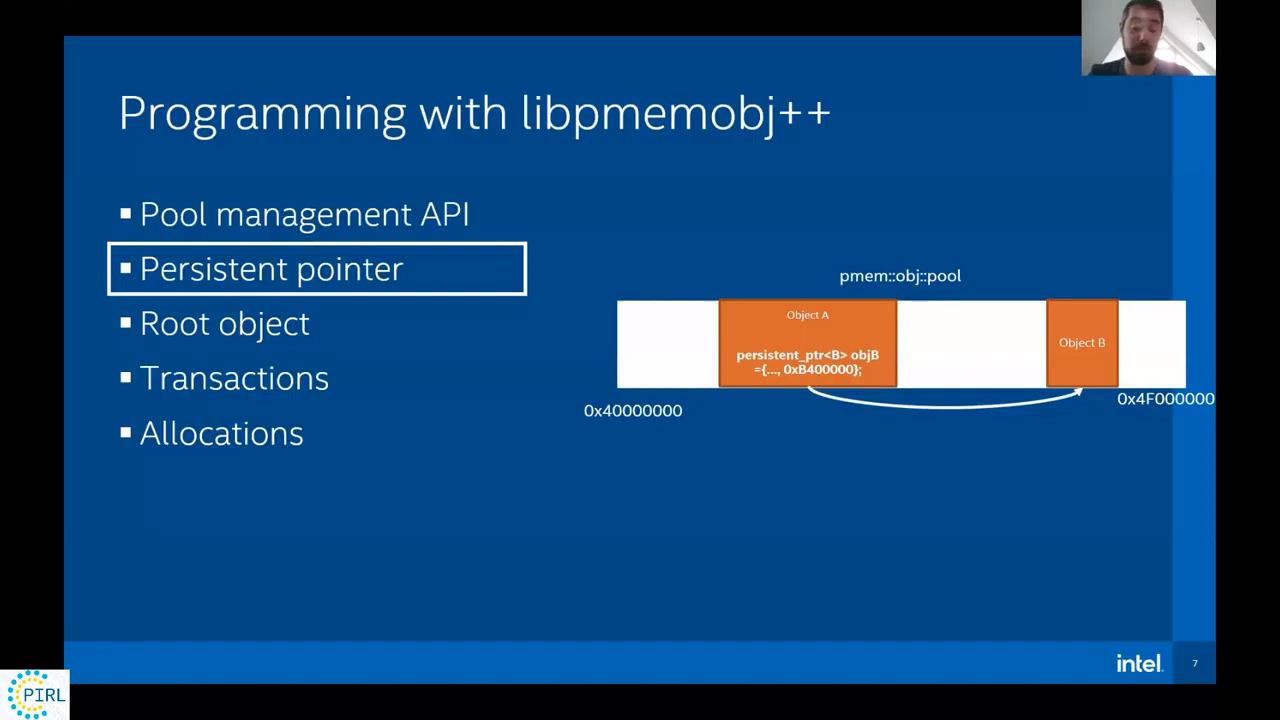 Programming with libpmemobj++
Pool management API
Persistent pointer
Root object
Transactions
Allocations
pmem::obj::pool
Object A
persistent_ptr<B> objB
={..., 0xB400000};
Object B
0x40000000
0x4F000000
intel.
7
PIRL